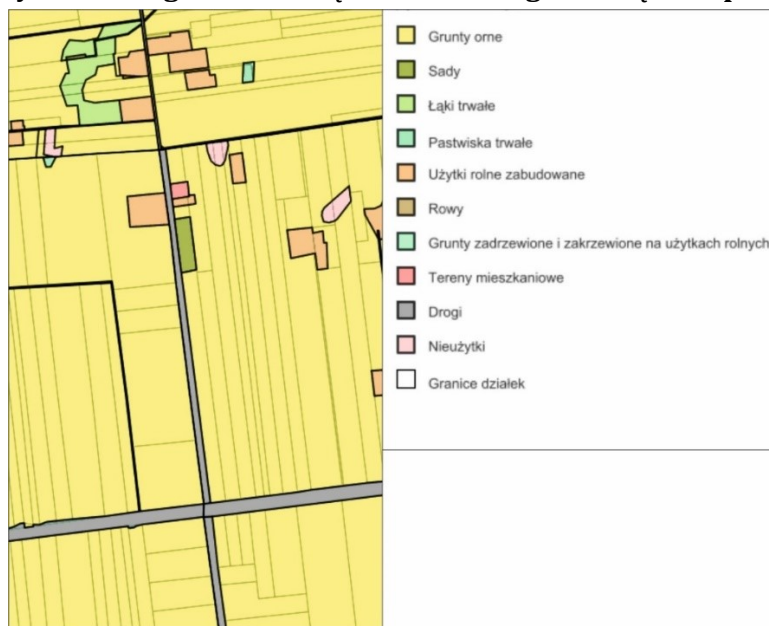 Grunty orne
Sady
Łąki trwałe
Pastwiska trwałe
Użytki rolne zabudowane
Rowy
Grunty zadrzewione i zakrzewione na użytkach rolnych
Tereny mieszkaniowe
Drogi
Nieużytki
Granice działek